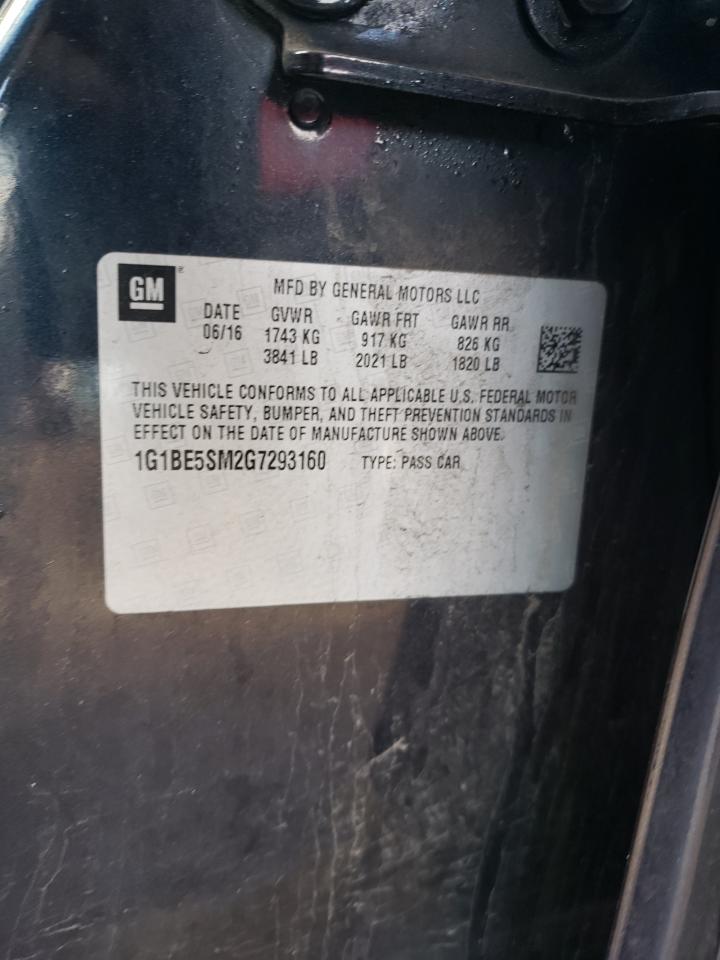 GM ®
MFD BY GENERAL MOTORS LLC
DATE GVWR GAWR FRT GAWR RR
06/16 1743 KG 917 KG 826 KG
3841 LB 2021 LB 1820 LB
THIS VEHICLE CONFORMS TO ALL APPLICABLE U.S. FEDERAL MOTOR
VEHICLE SAFETY, BUMPER, AND THEFT PREVENTION STANDARDS IN
EFFECT ON THE DATE OF MANUFACTURE SHOWN ABOVE.
1G1BE5SM2G7293160 TYPE: PASS CAR